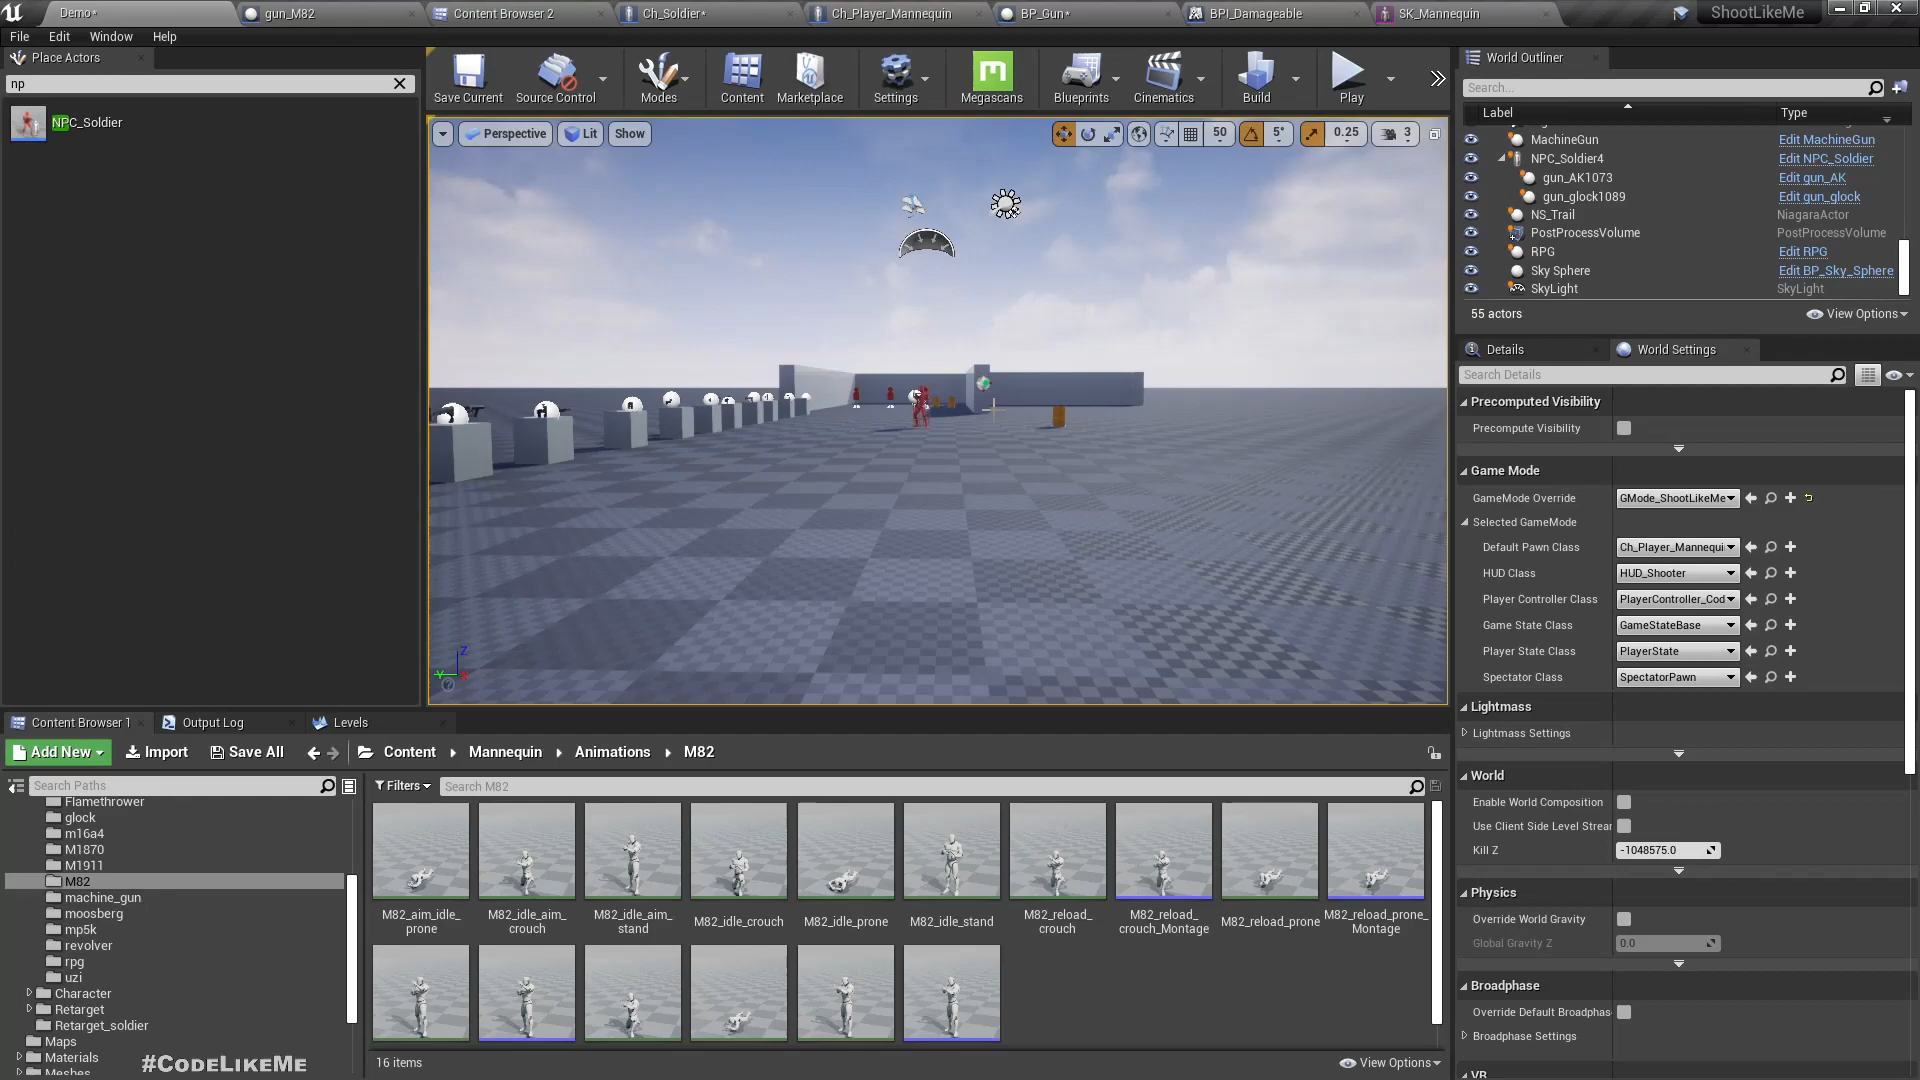 Demo*
gun_M82
Content Browser 2
Ch_Soldier*
Ch_Player_Mannequin
BP_Gun*
BPI_Damageable
SK_Mannequin
ShootLikeMe
File
Edit
Window
Help
Place Actors
np
NPC_Soldier
Save Current
Source Control
Modes
Content
Marketplace
Settings
Megascans
Blueprints
Cinematics
Build
Play
Perspective
Lit
Show
50
5°
0.25
3
Z
Y
X
World Outliner
Search...
Label
Type
MachineGun
Edit MachineGun
NPC_Soldier4
Edit NPC_Soldier
gun_AK1073
Edit gun_AK
gun_glock1089
Edit gun_glock
NS_Trail
NiagaraActor
PostProcessVolume
PostProcessVolume
RPG
Edit RPG
Sky Sphere
Edit BP_Sky_Sphere
SkyLight
SkyLight
55 actors
View Options
Details
World Settings
Search Details
Precomputed Visibility
Precompute Visibility
Game Mode
GameMode Override
GMode_ShootLikeMe
Selected GameMode
Default Pawn Class
Ch_Player_Mannequi
HUD Class
HUD_Shooter
Player Controller Class
PlayerController_Cod
Game State Class
GameStateBase
Player State Class
PlayerState
Spectator Class
SpectatorPawn
Lightmass
Lightmass Settings
World
Enable World Composition
Use Client Side Level Strear
Kill Z
-1048575.0
Physics
Override World Gravity
Global Gravity Z
0.0
Broadphase
Override Default Broadphas
Broadphase Settings
VR
Content Browser 1
Output Log
Levels
Add New
Import
Save All
Content
Mannequin
Animations
M82
Search Paths
Filters
Search M82
Flamethrower
glock
m16a4
M1870
M1911
M82
machine_gun
moosberg
mp5k
revolver
rpg
uzi
Character
Retarget
Retarget_soldier
Maps
Materials
Meshes
M82_aim_idle_
prone
M82_idle_aim_
crouch
M82_idle_aim_
stand
M82_idle_crouch
M82_idle_prone
M82_idle_stand
M82_reload_
crouch
M82_reload_
crouch_Montage
M82_reload_prone
M82_reload_prone_
Montage
16 items
View Options
#CodeLikeMe